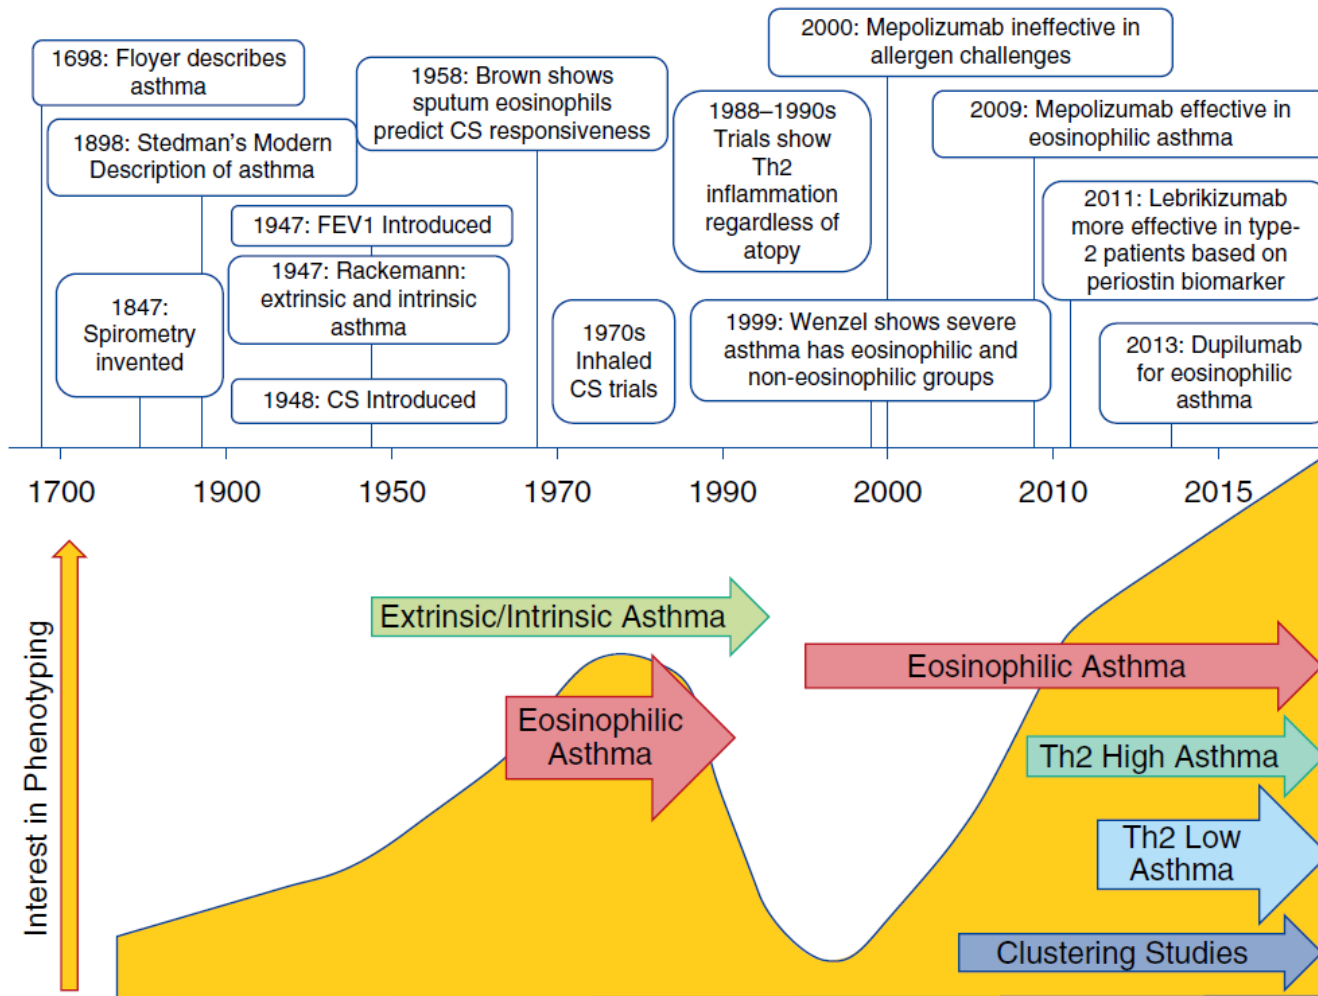 1698: Floyer describes
asthma
1898: Stedman's Modern
Description of asthma
1847:
Spirometry
invented
1947: FEV1 Introduced
1947: Rackemann:
extrinsic and intrinsic
asthma
1948: CS Introduced
1958: Brown shows
sputum eosinophils
predict CS responsiveness
1970s
Inhaled
CS trials
1988–1990s
Trials show
Th2
inflammation
regardless of
atopy
1999: Wenzel shows severe
asthma has eosinophilic and
non-eosinophilic groups
2000: Mepolizumab ineffective in
allergen challenges
2009: Mepolizumab effective in
eosinophilic asthma
2011: Lebrikizumab
more effective in type-
2 patients based on
periostin biomarker
2013: Dupilumab
for eosinophilic
asthma
1700 1900 1950 1970 1990 2000 2010 2015
Interest in Phenotyping
Extrinsic/Intrinsic Asthma
Eosinophilic
Asthma
Eosinophilic Asthma
Th2 High Asthma
Th2 Low
Asthma
Clustering Studies